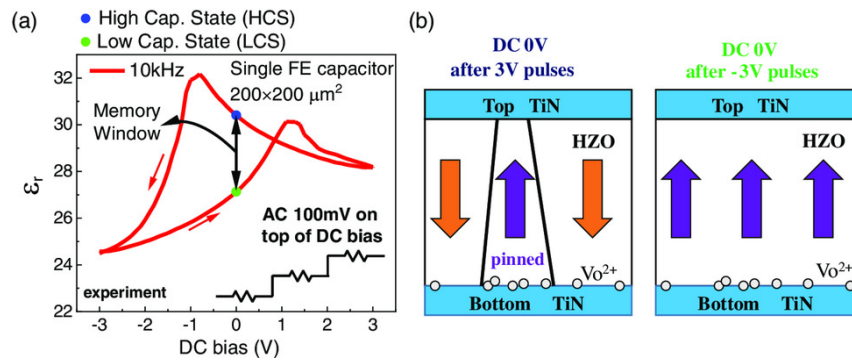 (a)
High Cap. State (HCS)
Low Cap. State (LCS)
10kHz
Single FE capacitor
200×200 μm²
Memory
Window
AC 100mV on
top of DC bias
experiment
εr
32
30
28
26
24
22
-3 -2 -1 0 1 2 3
DC bias (V)
(b)
DC 0V
after 3V pulses
Top TiN
HZO
pinned
Vo²⁺
Bottom TiN
DC 0V
after -3V pulses
Top TiN
HZO
Vo²⁺
Bottom TiN